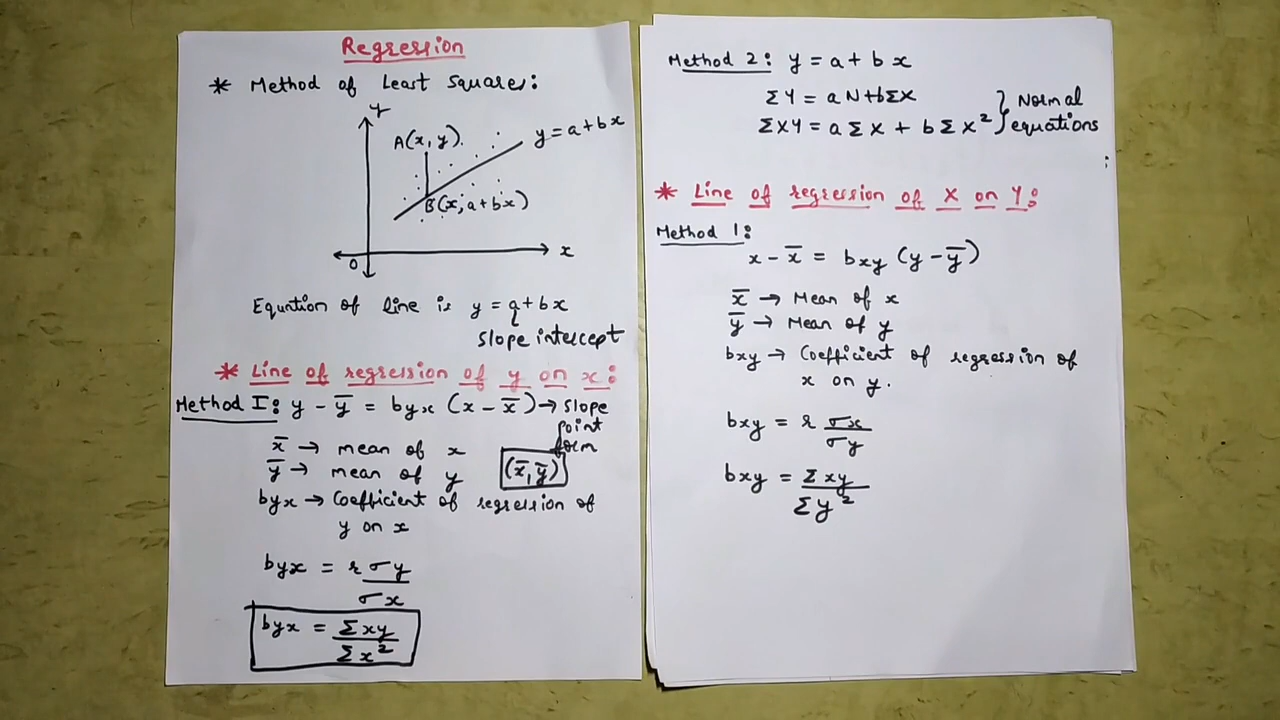 Regression
* Method of Least Squares:
Y
A(x, y)
y = a + bx
B(x, a + bx)
O
x
Equation of line is y = a + bx
slope intercept
* Line of regression of y on x:
Method I: y - ȳ = byx (x - x̄) → slope
point
form
x̄ → mean of x
ȳ → mean of y
(x̄, ȳ)
byx → Coefficient of regression of
y on x
byx = r σy / σx
byx = Σxy / Σx²
Method 2: y = a + bx
ΣY = aN + bΣX
ΣXY = aΣX + bΣX²
Normal
equations
* Line of regression of X on Y:
Method 1:
x - x̄ = bxy (y - ȳ)
x̄ → Mean of x
ȳ → Mean of y
bxy → Coefficient of regression of
x on y.
bxy = r σx / σy
bxy = Σxy / Σy²